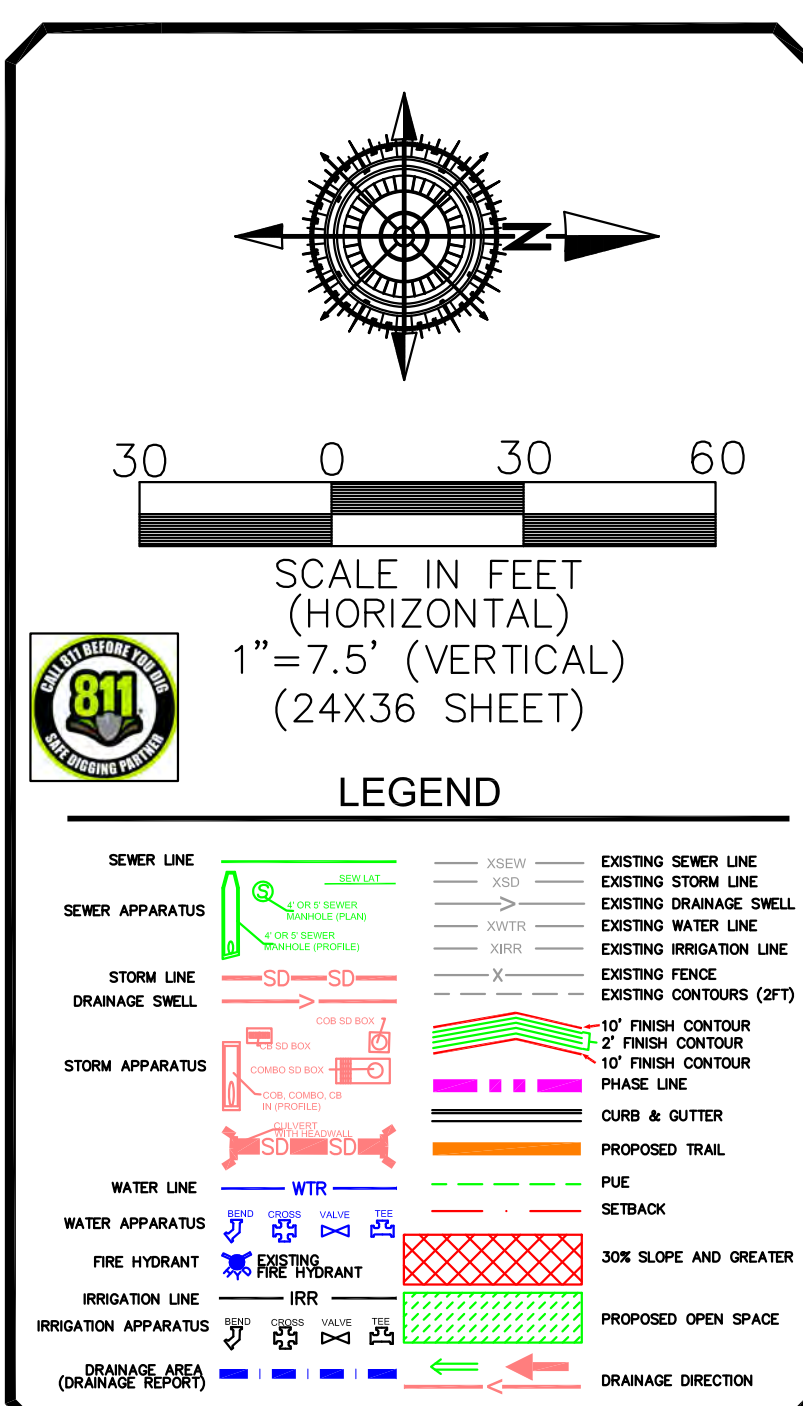 N
30 0 30 60
SCALE IN FEET
(HORIZONTAL)
1"=7.5' (VERTICAL)
(24X36 SHEET)
CALL 811 BEFORE YOU DIG
811
SAFE DIGGING PARTNER
LEGEND
SEWER LINE
SEW. LAT
SEWER APPARATUS
4' OR 5' SEWER
MANHOLE (PLAN)
4' OR 5' SEWER
MANHOLE (PROFILE)
STORM LINE
SD SD
DRAINAGE SWELL
STORM APPARATUS
COB SD BOX
CB SD BOX
COMBO SD BOX
COB, COMBO, CB
IN (PROFILE)
CULVERT
WITH HEADWALL
SD SD
WATER LINE
WTR
WATER APPARATUS
BEND CROSS VALVE TEE
FIRE HYDRANT
EXISTING
FIRE HYDRANT
IRRIGATION LINE
IRR
IRRIGATION APPARATUS
BEND CROSS VALVE TEE
DRAINAGE AREA
(DRAINAGE REPORT)
XSEW EXISTING SEWER LINE
XSD EXISTING STORM LINE
EXISTING DRAINAGE SWELL
XWTR EXISTING WATER LINE
XIRR EXISTING IRRIGATION LINE
X EXISTING FENCE
EXISTING CONTOURS (2FT)
10' FINISH CONTOUR
2' FINISH CONTOUR
10' FINISH CONTOUR
PHASE LINE
CURB & GUTTER
PROPOSED TRAIL
PUE
SETBACK
30% SLOPE AND GREATER
PROPOSED OPEN SPACE
DRAINAGE DIRECTION